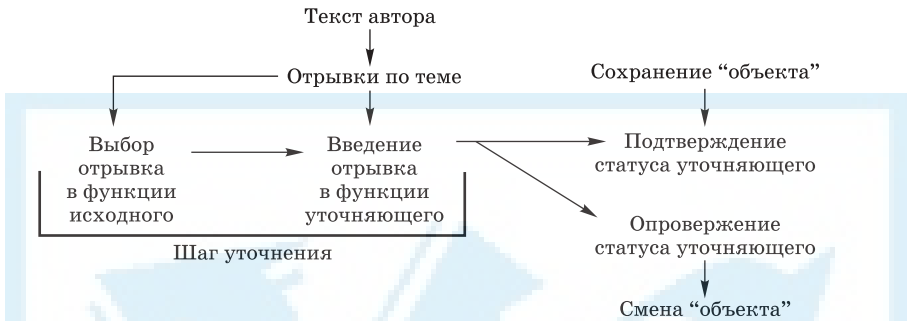 Текст автора
Отрывки по теме
Сохранение “объекта”
Выбор
отрывка
в функции
исходного
Введение
отрывка
в функции
уточняющего
Подтверждение
статуса уточняющего
Опровержение
статуса уточняющего
Шаг уточнения
Смена “объекта”